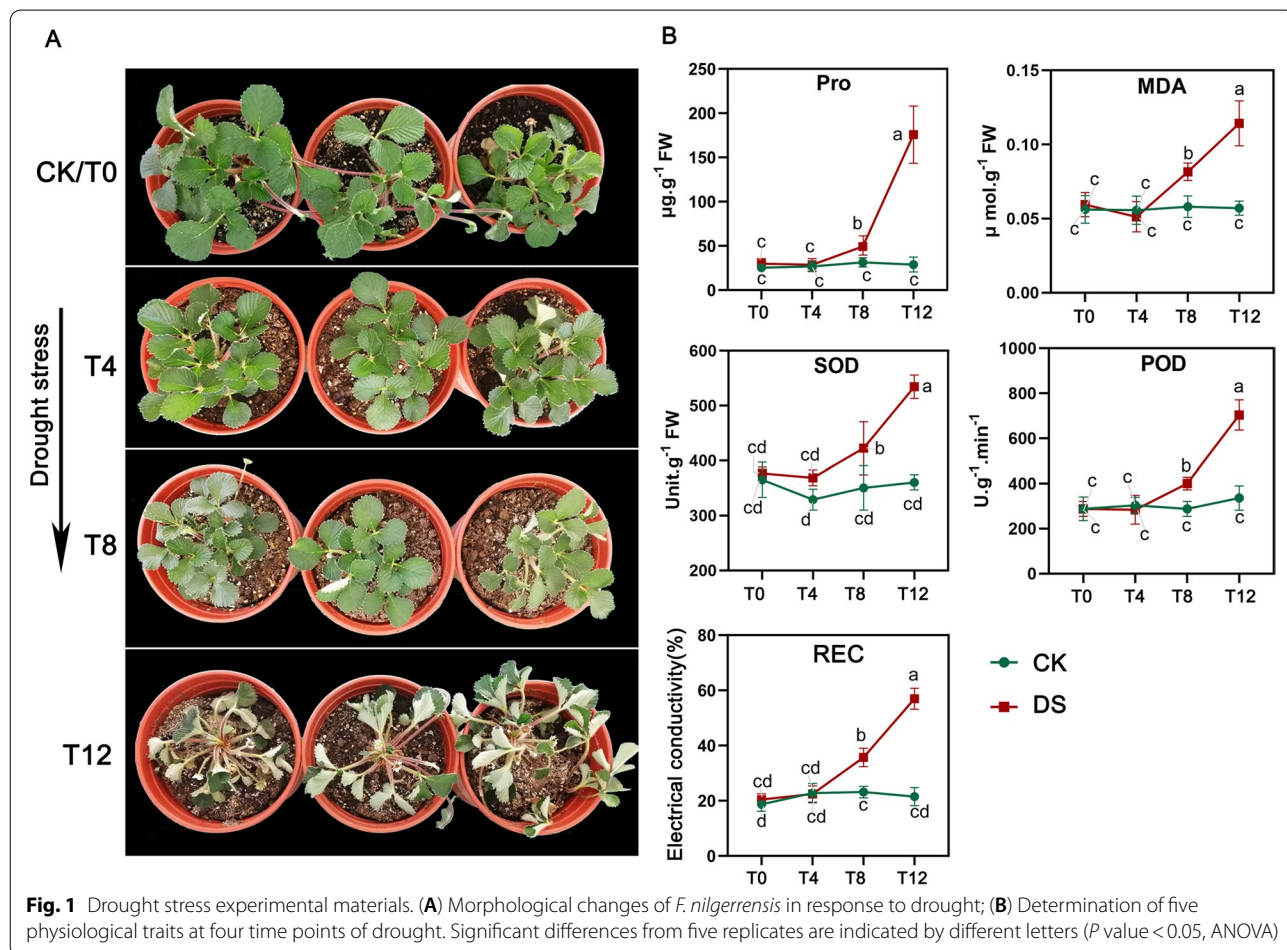 A
CK/T0
Drought stress
T4
T8
T12
B
Pro
µg.g⁻¹ FW
250
200
150
100
50
0
c
c
c
c
b
c
a
c
T0 T4 T8 T12
MDA
µ mol.g⁻¹ FW
0.15
0.10
0.05
0.00
c
c
c
c
b
c
a
c
T0 T4 T8 T12
SOD
Unit.g⁻¹ FW
600
500
400
300
200
cd
cd
cd
d
b
cd
a
cd
T0 T4 T8 T12
POD
U.g⁻¹.min⁻¹
1000
800
600
400
200
0
c
c
c
c
b
c
a
c
T0 T4 T8 T12
REC
Electrical conductivity(%)
80
60
40
20
0
cd
d
cd
cd
b
c
a
cd
T0 T4 T8 T12
CK
DS
Fig. 1 Drought stress experimental materials. (A) Morphological changes of F. nilgerrensis in response to drought; (B) Determination of five
physiological traits at four time points of drought. Significant differences from five replicates are indicated by different letters (P value < 0.05, ANOVA)